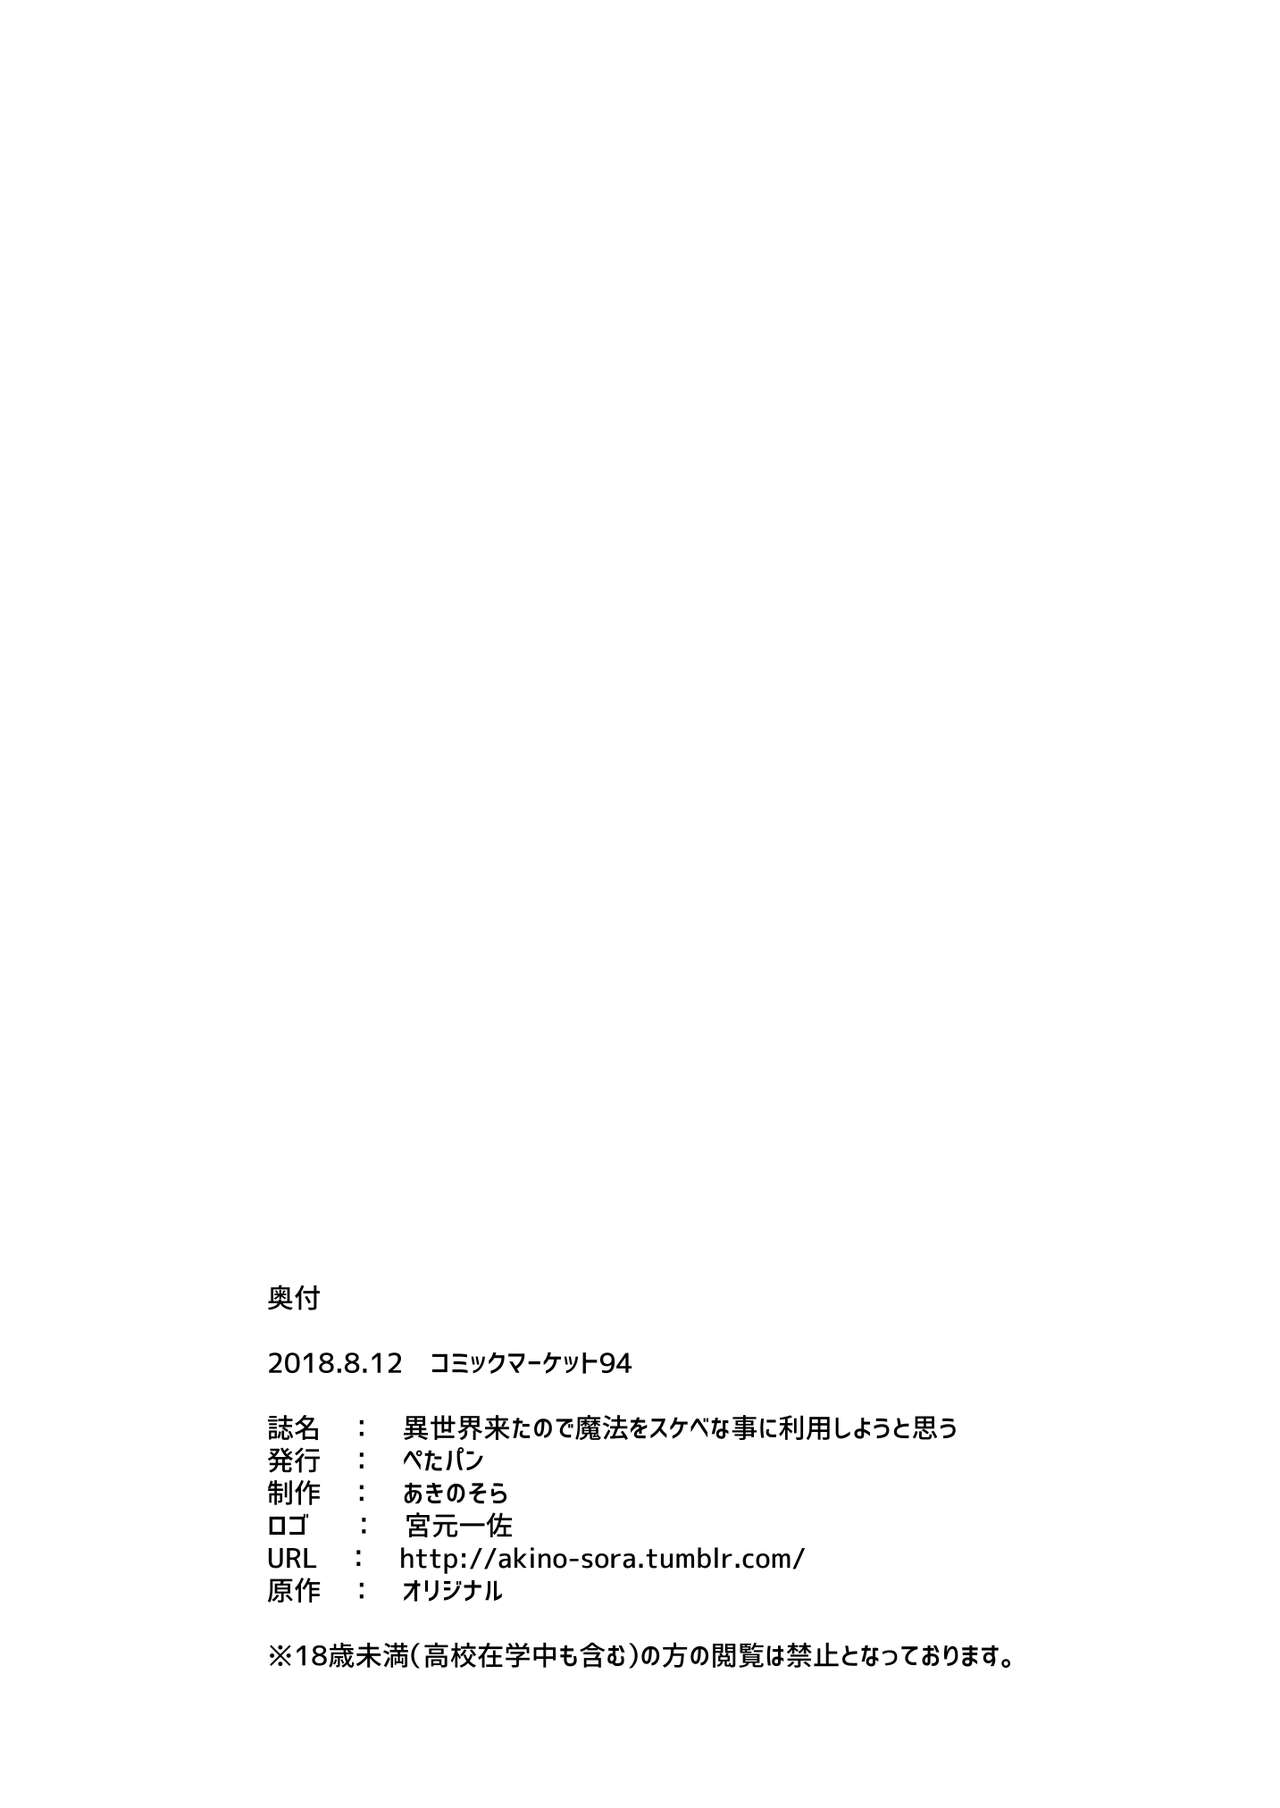 奥付
2018.8.12　コミックマーケット94
誌名　：　異世界来たので魔法をスケベな事に利用しようと思う
発行　：　ぺたパン
制作　：　あきのそら
ロゴ　：　宮元一佐
URL　：　http://akino-sora.tumblr.com/
原作　：　オリジナル
※18歳未満(高校在学中も含む)の方の閲覧は禁止となっております。